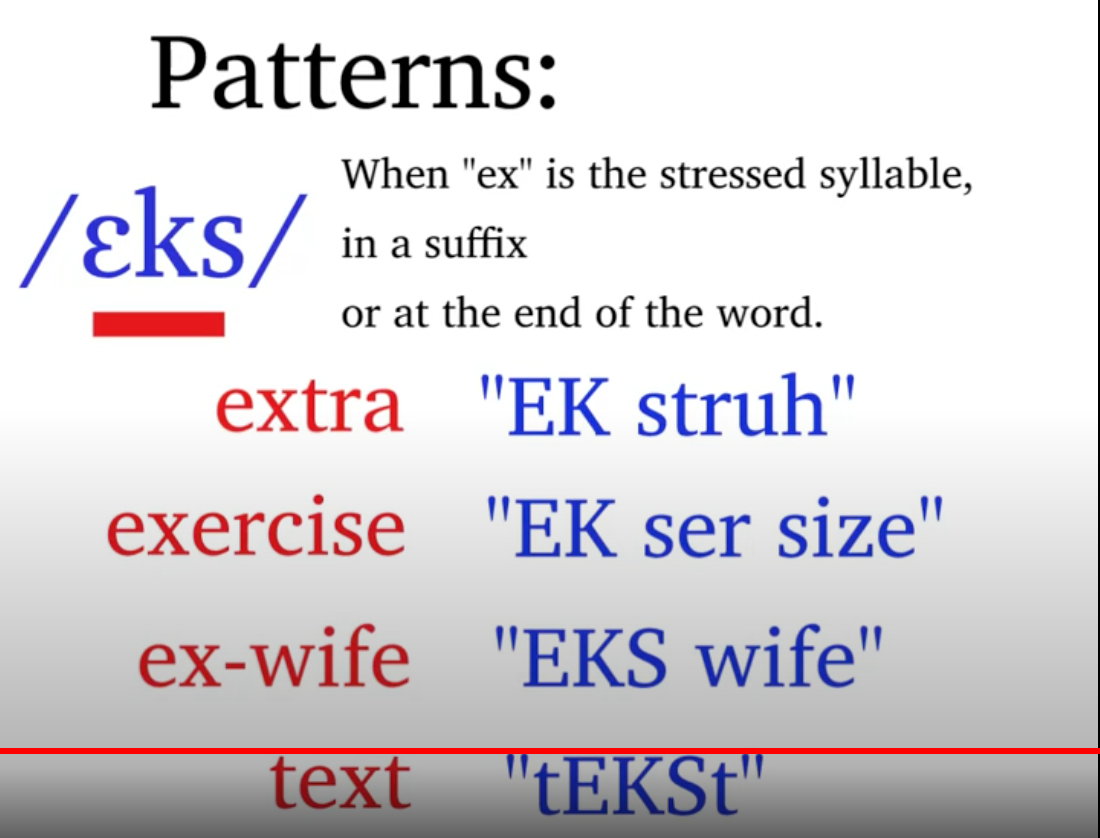 Patterns:
/ɛks/ When "ex" is the stressed syllable,
in a suffix
or at the end of the word.
extra "EK struh"
exercise "EK ser size"
ex-wife "EKS wife"
text "tEKSt"